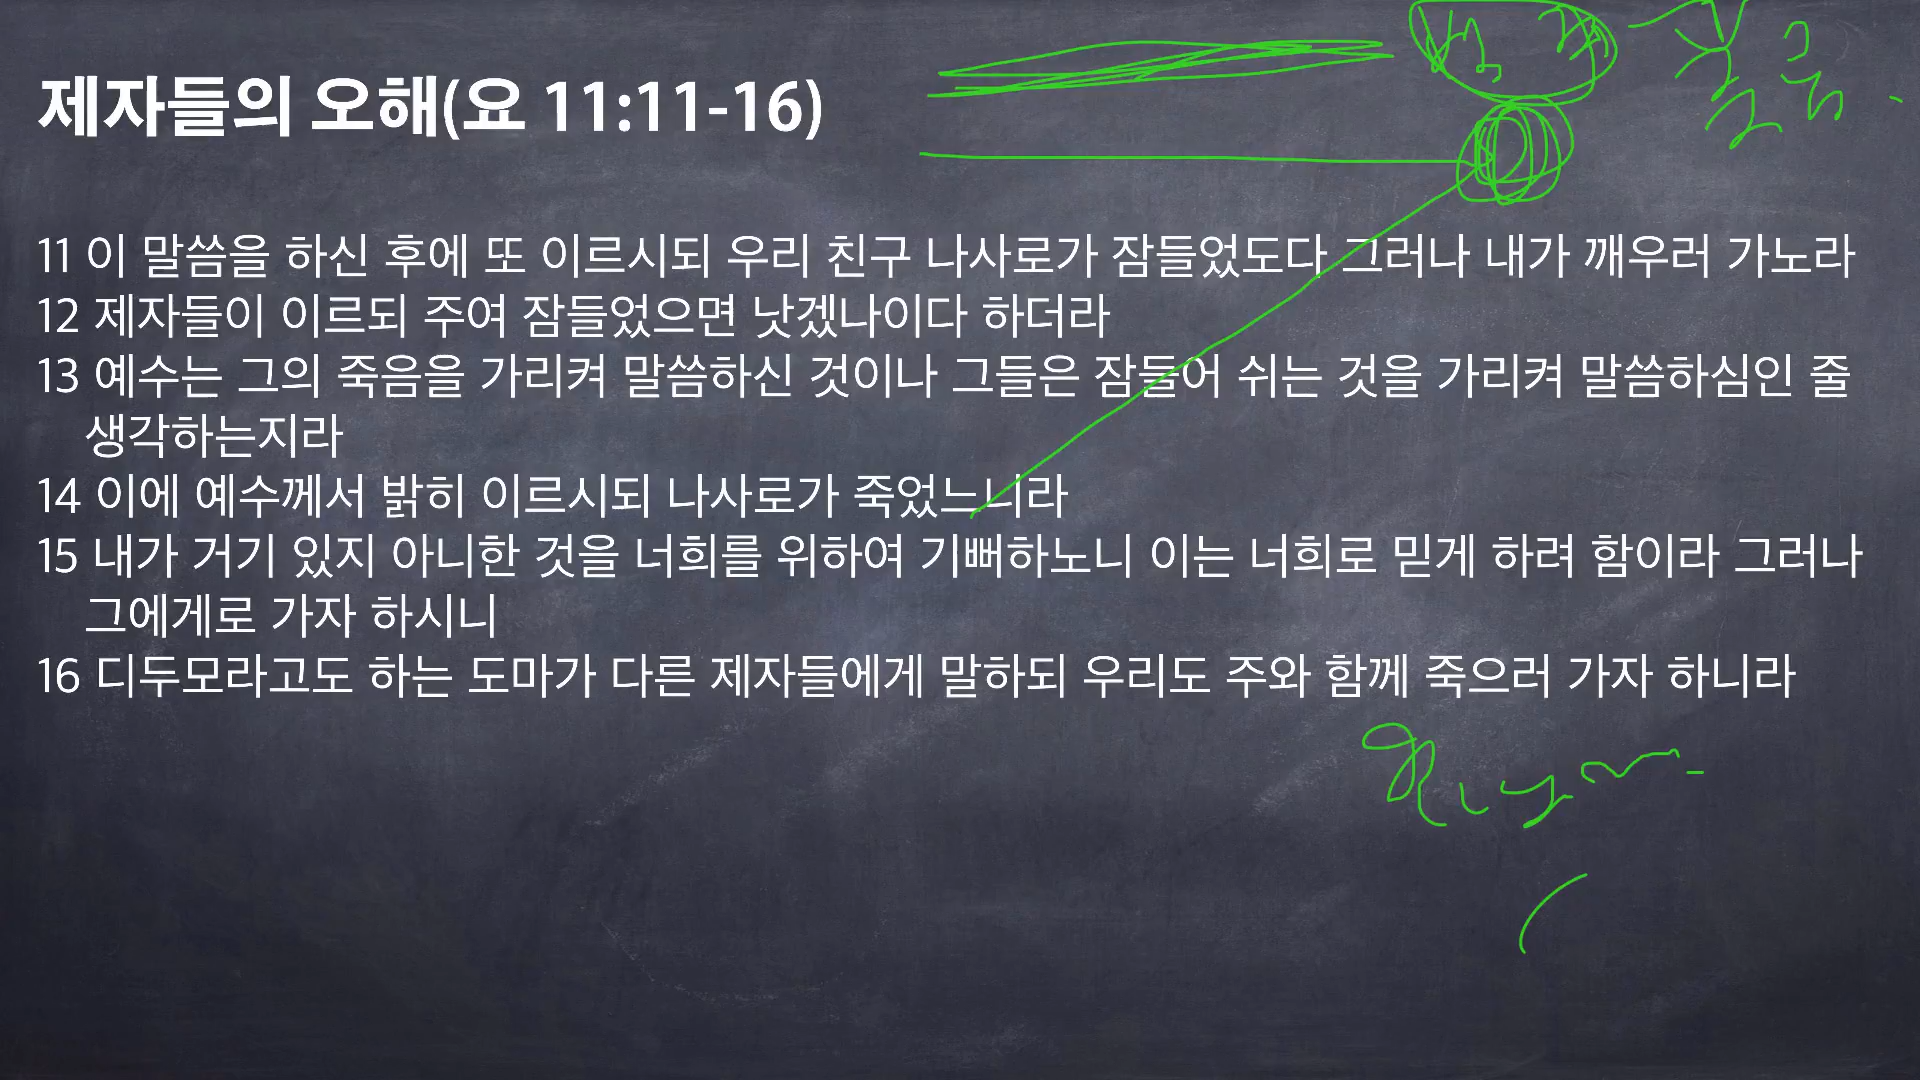 제자들의 오해(요 11:11-16)
11 이 말씀을 하신 후에 또 이르시되 우리 친구 나사로가 잠들었도다 그러나 내가 깨우러 가노라
12 제자들이 이르되 주여 잠들었으면 낫겠나이다 하더라
13 예수는 그의 죽음을 가리켜 말씀하신 것이나 그들은 잠들어 쉬는 것을 가리켜 말씀하심인 줄
생각하는지라
14 이에 예수께서 밝히 이르시되 나사로가 죽었느니라
15 내가 거기 있지 아니한 것을 너희를 위하여 기뻐하노니 이는 너희로 믿게 하려 함이라 그러나
그에게로 가자 하시니
16 디두모라고도 하는 도마가 다른 제자들에게 말하되 우리도 주와 함께 죽으러 가자 하니라